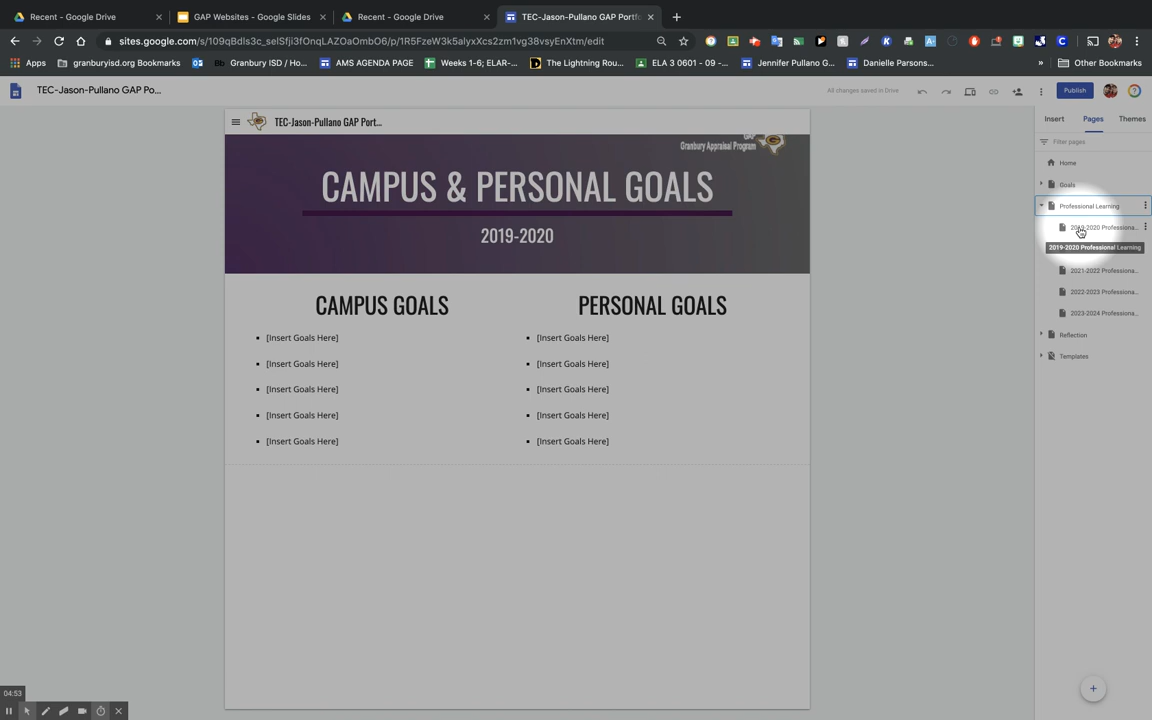 Recent - Google Drive
GAP Websites - Google Slides
Recent - Google Drive
TEC-Jason-Pullano GAP Portf
sites.google.com/s/109qBdls3c_selSfji3fOnqLAZOaOmbO6/p/1R5FzeW3k5alyxXcs2zm1vg38vsyEnXtm/edit
Apps
granburyisd.org Bookmarks
Granbury ISD / Ho...
AMS AGENDA PAGE
Weeks 1-6; ELAR-...
The Lightning Rou...
ELA 3 0601 - 09 -...
Jennifer Pullano G...
Danielle Parsons...
»
Other Bookmarks
TEC-Jason-Pullano GAP Po...
All changes saved in Drive
Publish
Insert
Pages
Themes
TEC-Jason-Pullano GAP Port...
GAP
Granbury Appraisal Program
CAMPUS & PERSONAL GOALS
2019-2020
CAMPUS GOALS
[Insert Goals Here]
[Insert Goals Here]
[Insert Goals Here]
[Insert Goals Here]
[Insert Goals Here]
PERSONAL GOALS
[Insert Goals Here]
[Insert Goals Here]
[Insert Goals Here]
[Insert Goals Here]
[Insert Goals Here]
Filter pages
Home
Goals
Professional Learning
2019-2020 Professiona...
2019-2020 Professional Learning
2021-2022 Professiona...
2022-2023 Professiona...
2023-2024 Professiona...
Reflection
Templates
04:53